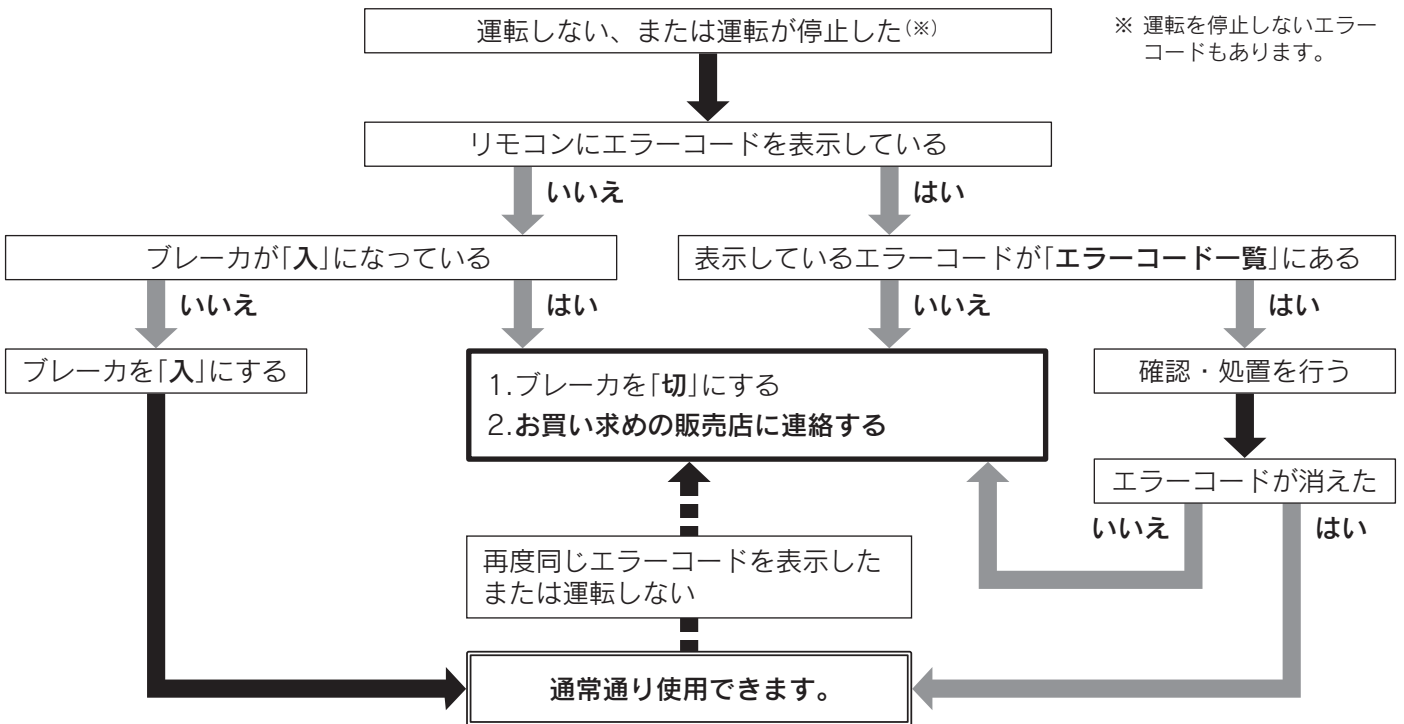 運転しない、または運転が停止した(※)
※ 運転を停止しないエラー
コードもあります。
リモコンにエラーコードを表示している
いいえ
はい
ブレーカが「入」になっている
表示しているエラーコードが「エラーコード一覧」にある
いいえ
はい
いいえ
はい
ブレーカを「入」にする
1.ブレーカを「切」にする
2.お買い求めの販売店に連絡する
確認・処置を行う
エラーコードが消えた
いいえ
はい
再度同じエラーコードを表示した
または運転しない
通常通り使用できます。